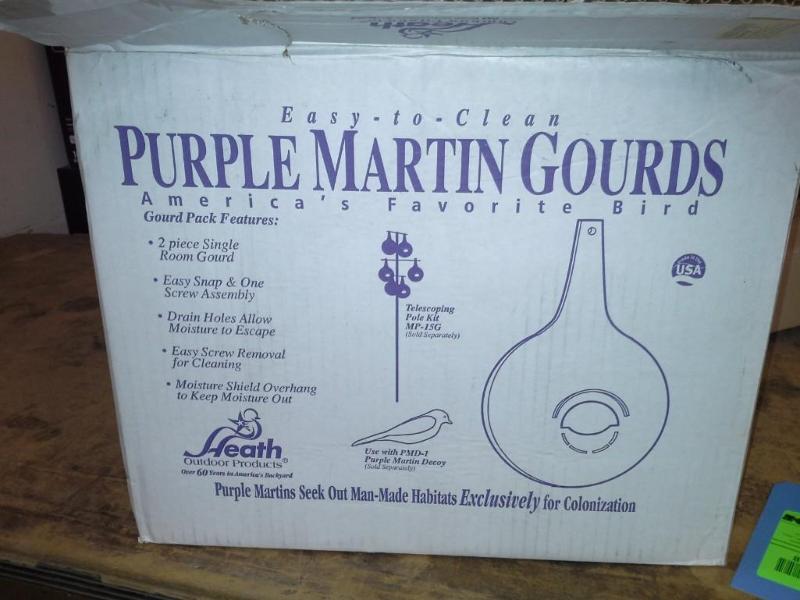 Heath
Easy-to-Clean
PURPLE MARTIN GOURDS
America's Favorite Bird
Gourd Pack Features:
• 2 piece Single
Room Gourd
• Easy Snap & One
Screw Assembly
• Drain Holes Allow
Moisture to Escape
• Easy Screw Removal
for Cleaning
• Moisture Shield Overhang
to Keep Moisture Out
Telescoping
Pole Kit
MP-15G
(Sold Separately)
Made in the
USA
Heath
Outdoor Products®
Over 60 Years in America's Backyard
Use with PMD-1
Purple Martin Decoy
(Sold Separately)
Purple Martins Seek Out Man-Made Habitats Exclusively for Colonization